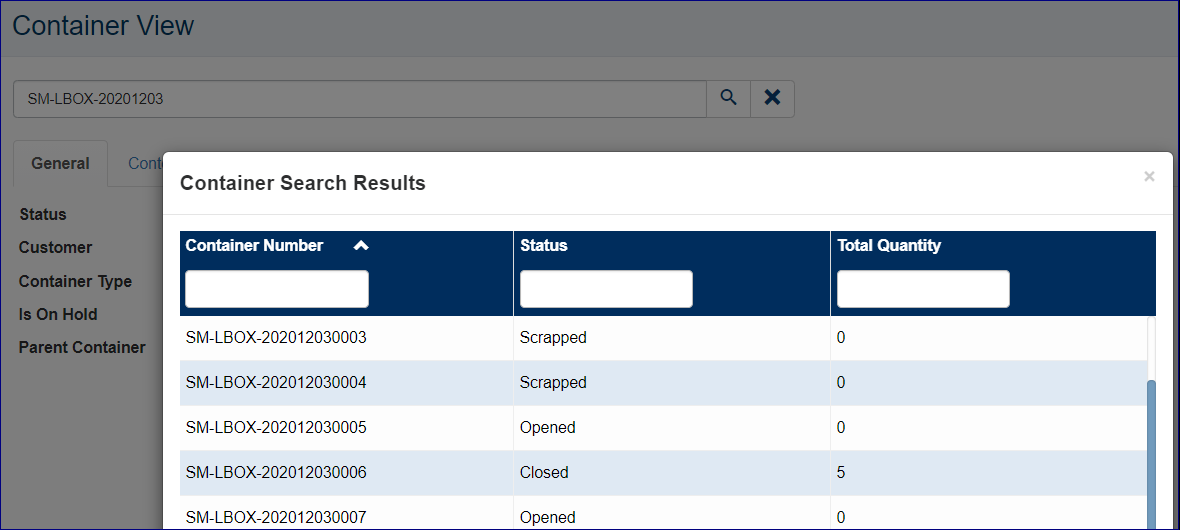 Container View
SM-LBOX-20201203
General Cont
Container Search Results ×
Status
Customer
Container Type
Is On Hold
Parent Container
Container Number Status Total Quantity
SM-LBOX-202012030003 Scrapped 0
SM-LBOX-202012030004 Scrapped 0
SM-LBOX-202012030005 Opened 0
SM-LBOX-202012030006 Closed 5
SM-LBOX-202012030007 Opened 0